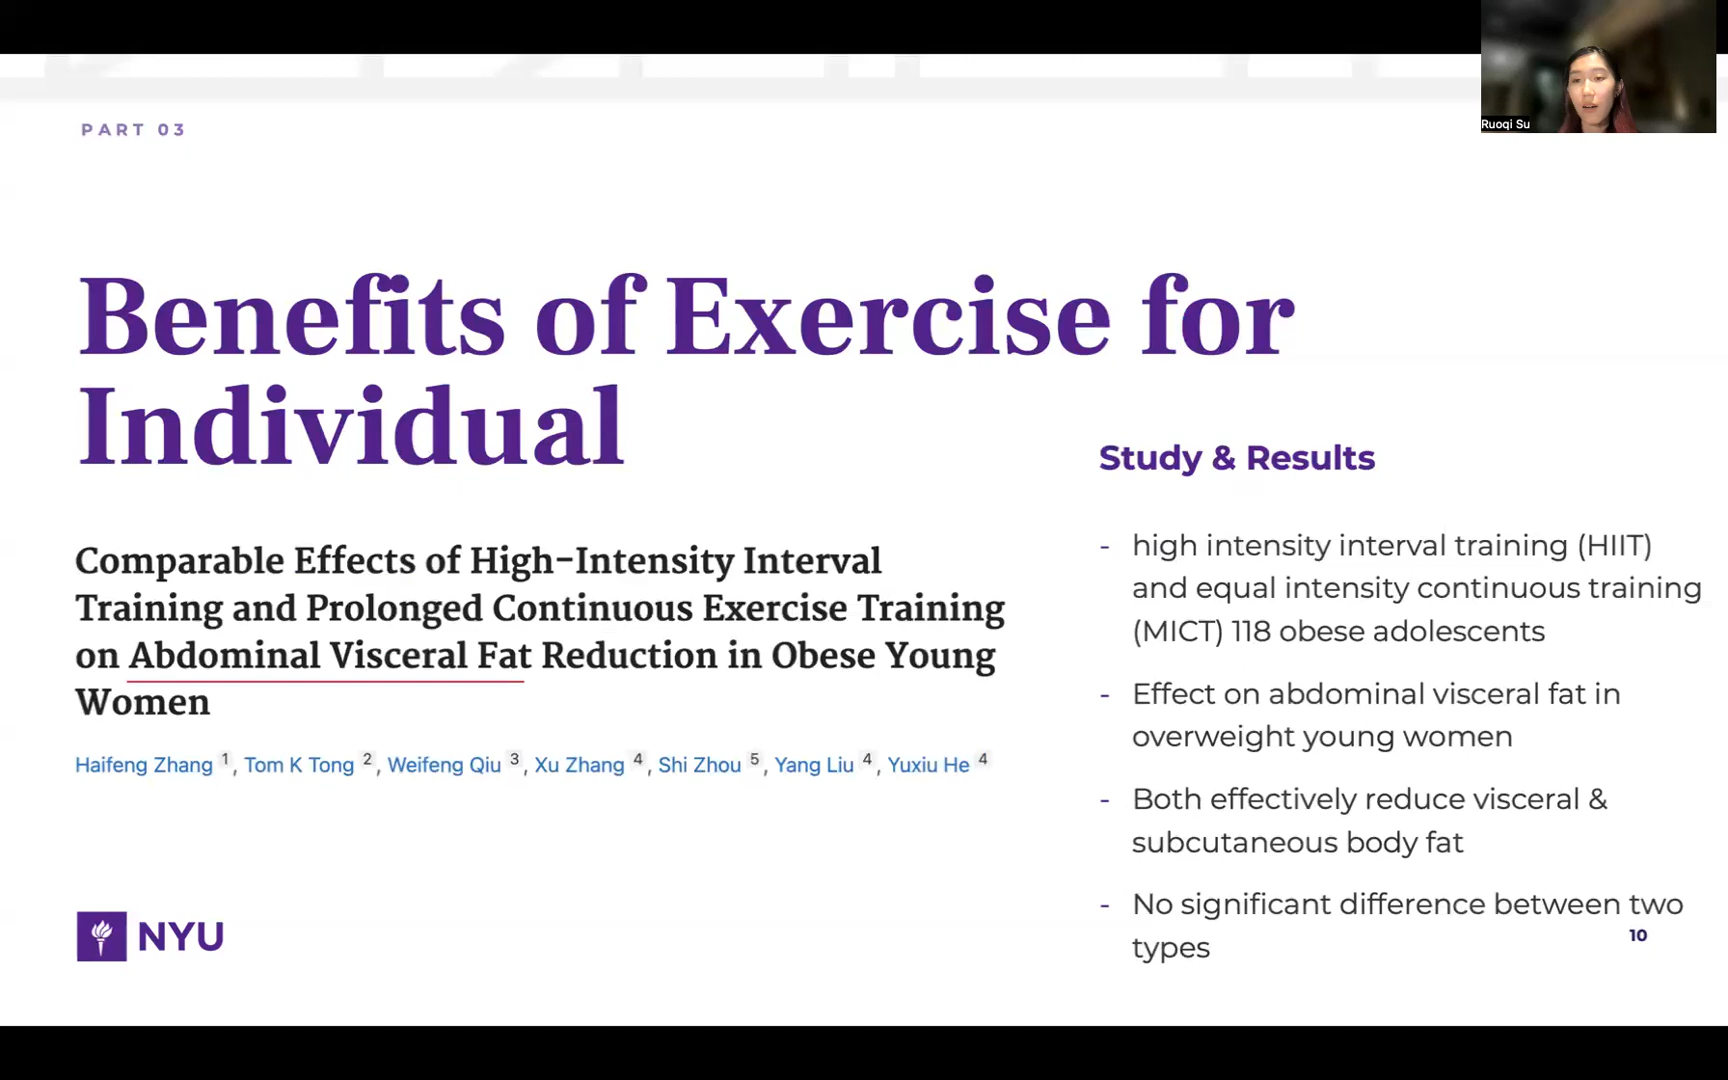 Ruoqi Su
PART 03
Benefits of Exercise for
Individual
Comparable Effects of High-Intensity Interval
Training and Prolonged Continuous Exercise Training
on Abdominal Visceral Fat Reduction in Obese Young
Women
Haifeng Zhang 1, Tom K Tong 2, Weifeng Qiu 3, Xu Zhang 4, Shi Zhou 5, Yang Liu 4, Yuxiu He 4
Study & Results
- high intensity interval training (HIIT)
and equal intensity continuous training
(MICT) 118 obese adolescents
- Effect on abdominal visceral fat in
overweight young women
- Both effectively reduce visceral &
subcutaneous body fat
- No significant difference between two
types
NYU
10